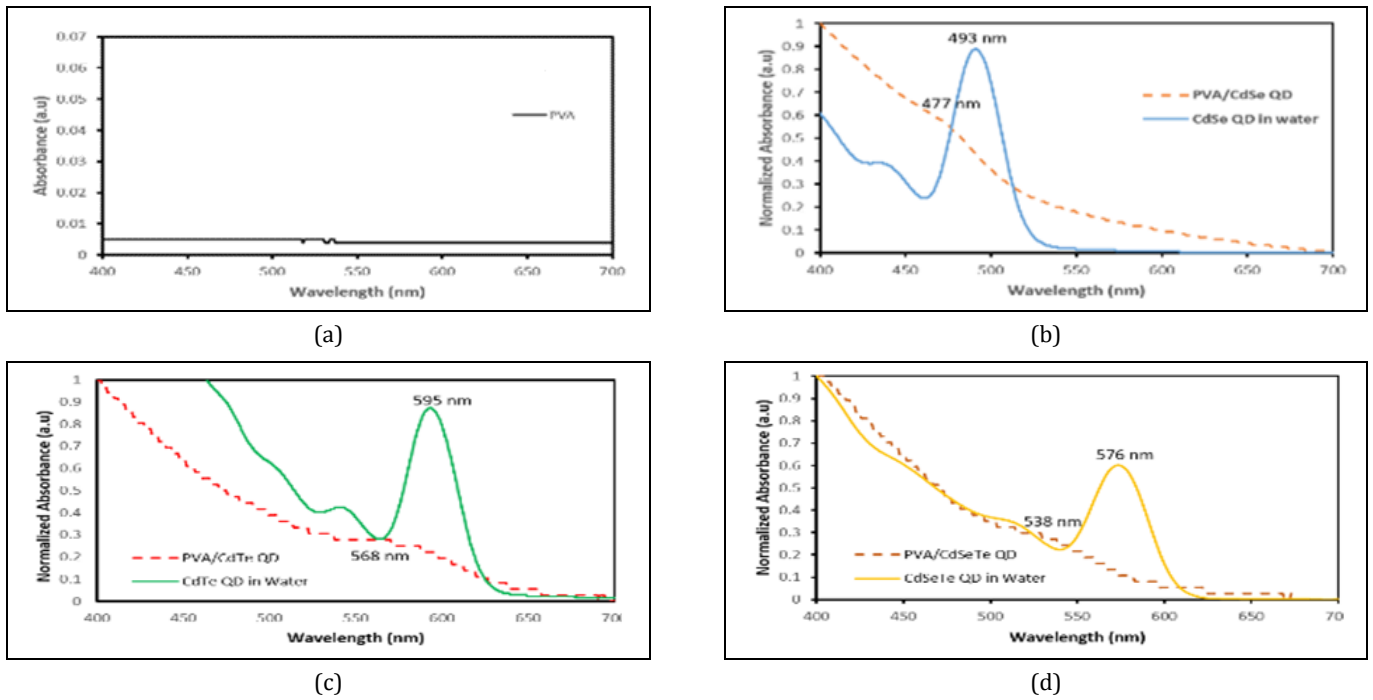 0.07
0.06
0.05
0.04
0.03
0.02
0.01
0
Absorbance (a.u)
PVA
400 450 500 550 600 650 700
Wavelength (nm)
(a)
1
0.9
0.8
0.7
0.6
0.5
0.4
0.3
0.2
0.1
0
Normalized Absorbance (a.u)
493 nm
477 nm
PVA/CdSe QD
CdSe QD in water
400 450 500 550 600 650 700
Wavelength (nm)
(b)
1
0.9
0.8
0.7
0.6
0.5
0.4
0.3
0.2
0.1
0
Normalized Absorbance (a.u)
595 nm
568 nm
PVA/CdTe QD
CdTe QD in Water
400 450 500 550 600 650 700
Wavelength (nm)
(c)
1
0.9
0.8
0.7
0.6
0.5
0.4
0.3
0.2
0.1
0
Normalized Absorbance (a.u)
576 nm
538 nm
PVA/CdSeTe QD
CdSeTe QD in Water
400 450 500 550 600 650 70
Wavelength (nm)
(d)